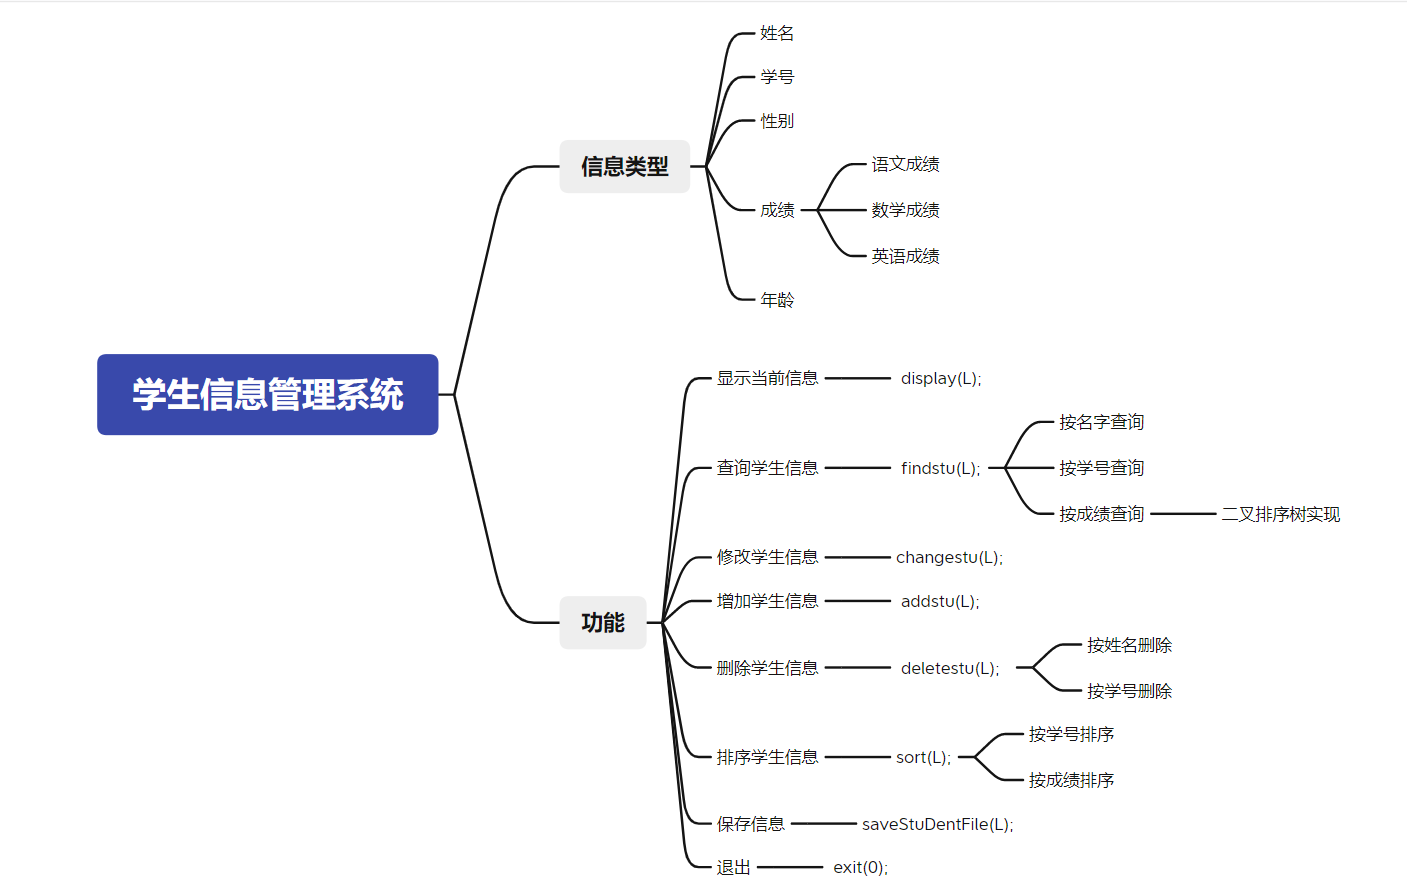 学生信息管理系统
信息类型
姓名
学号
性别
成绩
语文成绩
数学成绩
英语成绩
年龄
功能
显示当前信息
display(L);
查询学生信息
findstu(L);
按名字查询
按学号查询
按成绩查询
二叉排序树实现
修改学生信息
changestu(L);
增加学生信息
addstu(L);
删除学生信息
deletestu(L);
按姓名删除
按学号删除
排序学生信息
sort(L);
按学号排序
按成绩排序
保存信息
saveStuDentFile(L);
退出
exit(0);